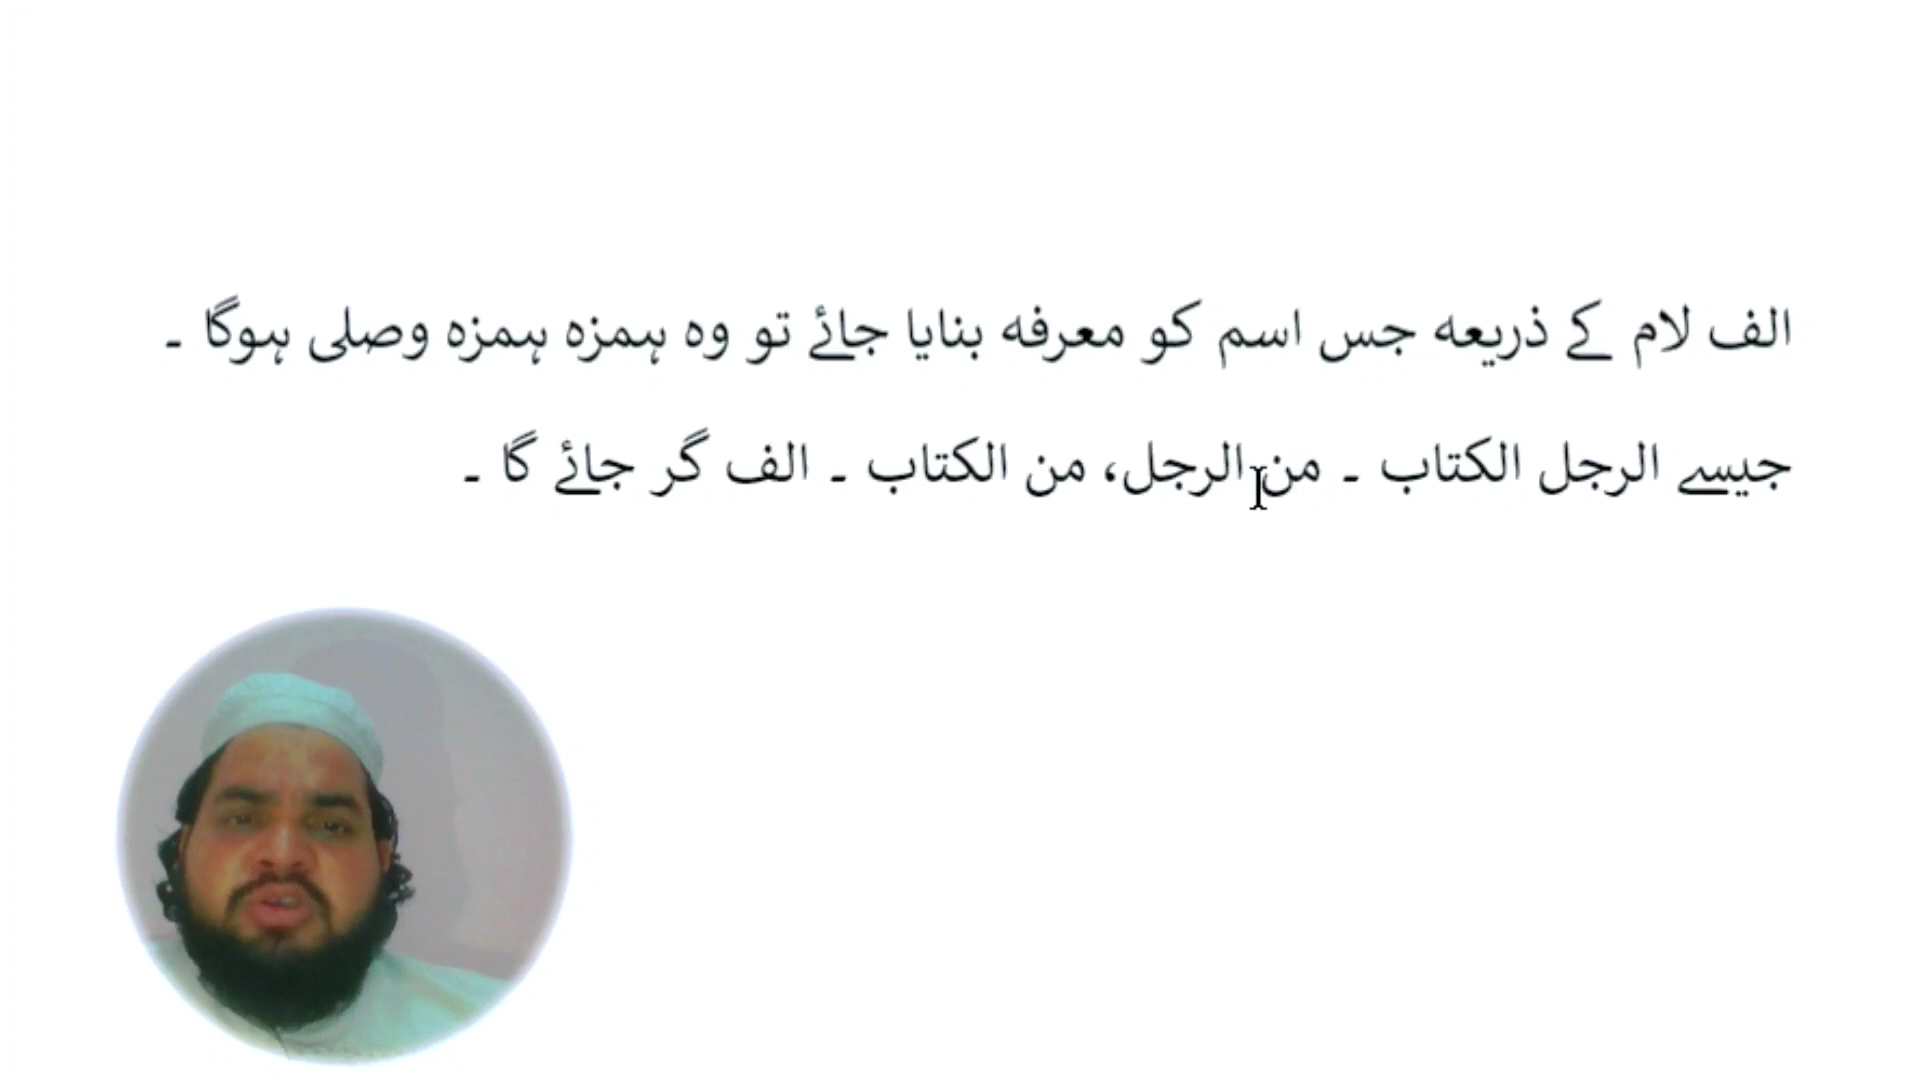 الف لام کے ذریعہ جس اسم کو معرفہ بنایا جائے تو وہ ہمزہ ہمزہ وصلی ہوگا ۔
جیسے الرجل الکتاب ۔ من الرجل، من الکتاب ۔ الف گر جائے گا ۔